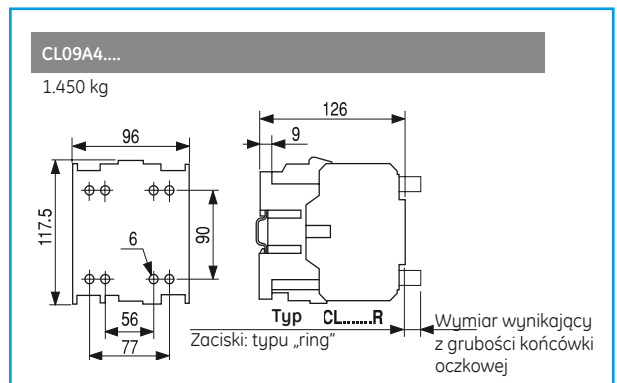 CL09A4....
1.450 kg
126
96
9
117.5
90
6
56
77
Typ CL.......R
Zaciski: typu „ring”
Wymiar wynikający
z grubości końcówki
oczkowej